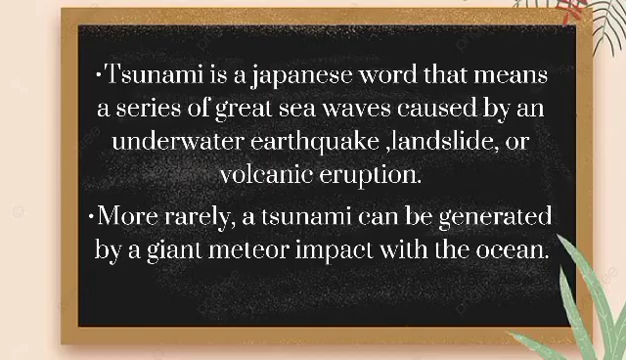 •Tsunami is a japanese word that means
a series of great sea waves caused by an
underwater earthquake ,landslide, or
volcanic eruption.
•More rarely, a tsunami can be generated
by a giant meteor impact with the ocean.